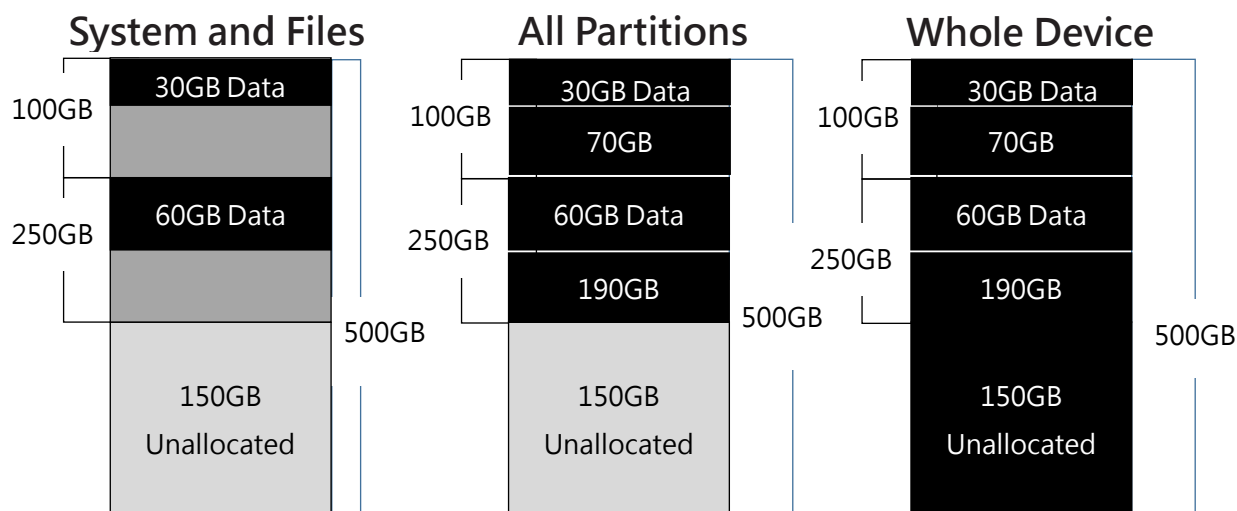 System and Files
100GB
30GB Data
250GB
60GB Data
500GB
150GB
Unallocated
All Partitions
100GB
30GB Data
70GB
250GB
60GB Data
190GB
500GB
150GB
Unallocated
Whole Device
100GB
30GB Data
70GB
250GB
60GB Data
190GB
500GB
150GB
Unallocated